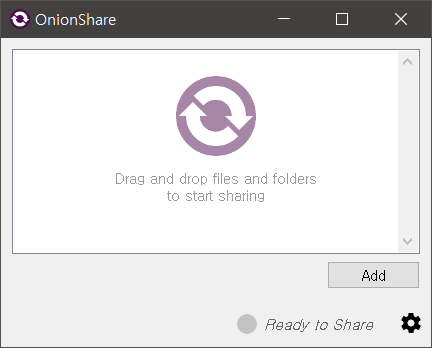 OnionShare
Drag and drop files and folders
to start sharing
Add
Ready to Share